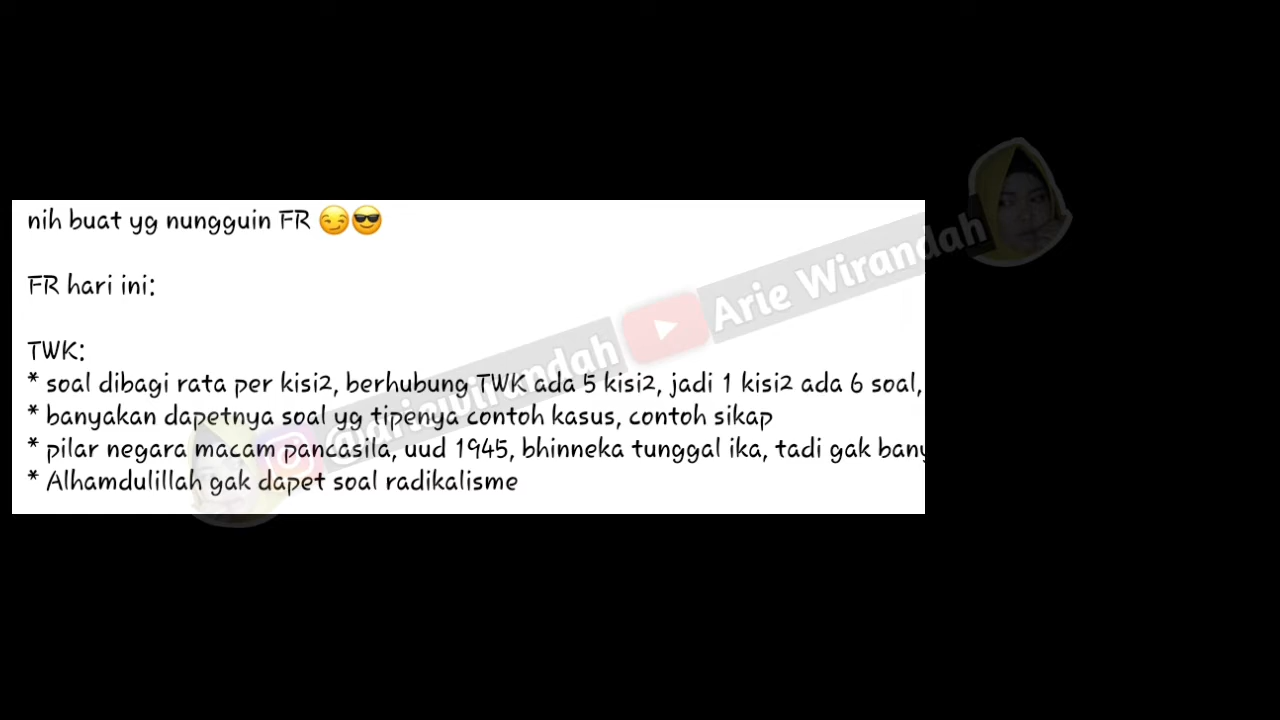 nih buat yg nungguin FR 😏😎
FR hari ini:
TWK:
* soal dibagi rata per kisi2, berhubung TWK ada 5 kisi2, jadi 1 kisi2 ada 6 soal,
* banyakan dapetnya soal yg tipenya contoh kasus, contoh sikap
* pilar negara macam pancasila, uud 1945, bhinneka tunggal ika, tadi gak
* Alhamdulillah gak dapet soal radikalisme
@ariewirandah
Arie Wirandah